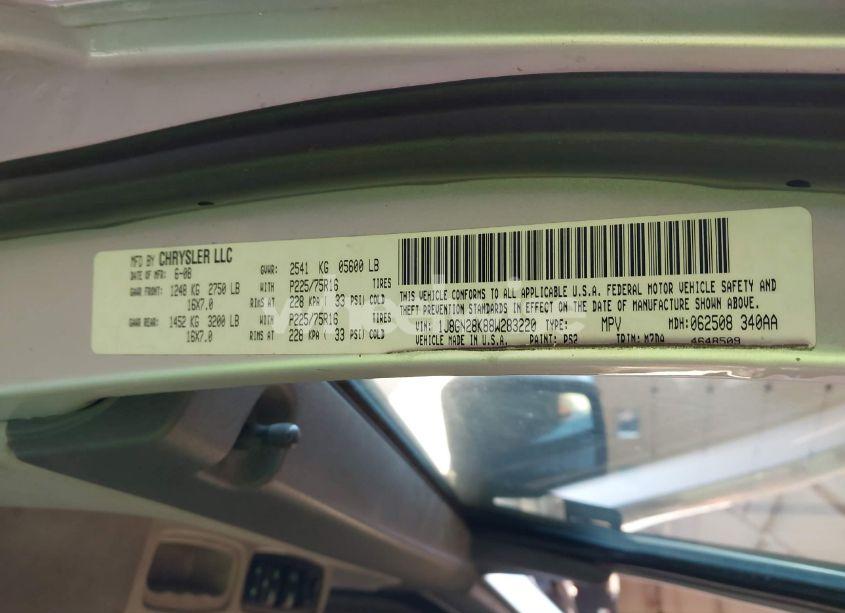 MFD BY CHRYSLER LLC
DATE OF MFR: 6-08 GVWR: 2541 KG 05600 LB
GAWR FRONT: 1248 KG 2750 LB WITH P225/75R16 TIRES
16X7.0 RIMS AT 228 KPA ( 33 PSI) COLD
GAWR REAR: 1452 KG 3200 LB WITH P225/75R16 TIRES
16X7.0 RIMS AT 228 KPA ( 33 PSI) COLD
THIS VEHICLE CONFORMS TO ALL APPLICABLE U.S.A. FEDERAL MOTOR VEHICLE SAFETY AND
THEFT PREVENTION STANDARDS IN EFFECT ON THE DATE OF MANUFACTURE SHOWN ABOVE.
VIN: 1J8GN28K88W283220 TYPE: MPV MDH: 062508 340AA
VEHICLE MADE IN U.S.A. PAINT: PS2 TRIM: M7DA 4648509